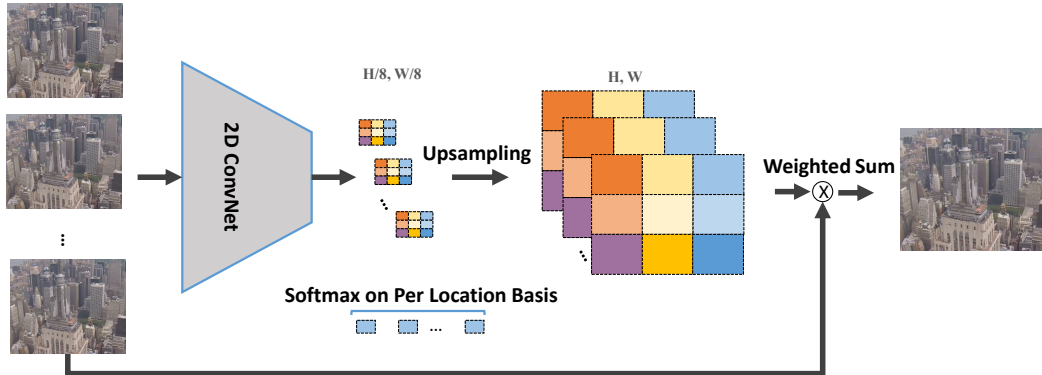 H/8, W/8
H, W
2D ConvNet
Upsampling
Weighted Sum
X
...
...
...
Softmax on Per Location Basis
...